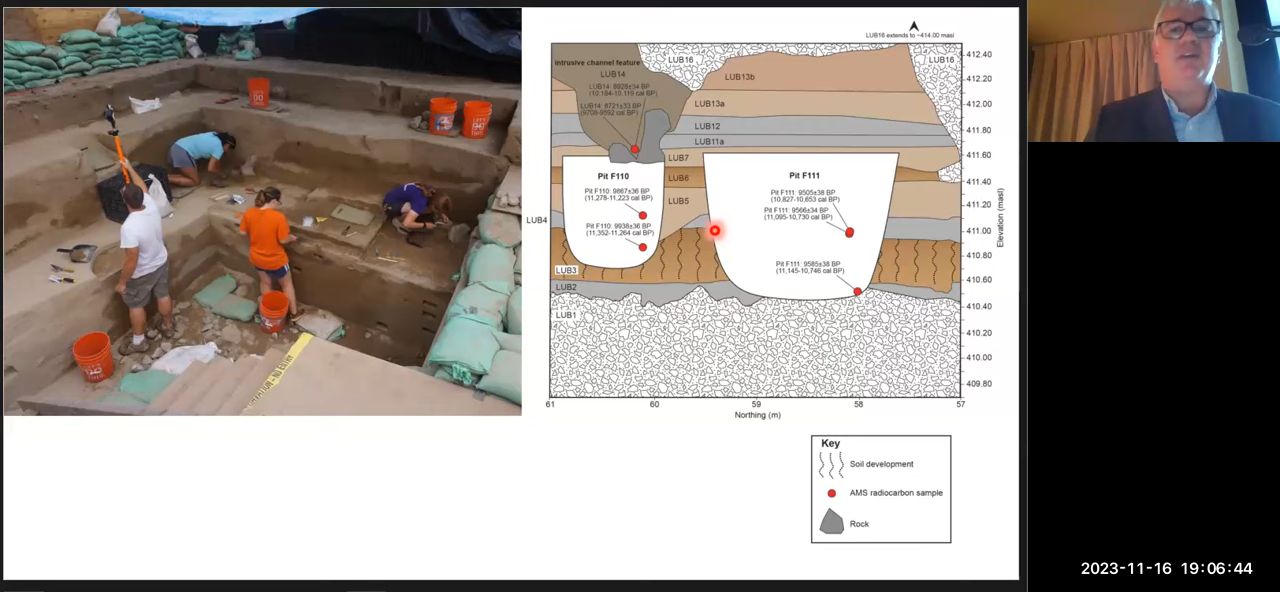 LUB16 extends to ~414.00 masl
intrusive channel feature
LUB14
LUB14: 8829±34 BP
(10,184-10,119 cal BP)
LUB14: 8721±33 BP
(9708-9592 cal BP)
LUB16
LUB16
LUB13b
LUB13a
LUB12
LUB11a
LUB7
LUB6
LUB5
LUB4
LUB3
LUB2
LUB1
Pit F110
Pit F110: 9867±36 BP
(11,278-11,223 cal BP)
Pit F110: 9938±36 BP
(11,352-11,264 cal BP)
Pit F111
Pit F111: 9505±38 BP
(10,827-10,653 cal BP)
Pit F111: 9566±34 BP
(11,095-10,730 cal BP)
Pit F111: 9585±38 BP
(11,145-10,746 cal BP)
412.40
412.20
412.00
411.80
411.60
411.40
411.20
411.00
410.80
410.60
410.40
410.20
410.00
409.80
Elevation (masl)
61
60
59
58
57
Northing (m)
Key
Soil development
AMS radiocarbon sample
Rock
2023-11-16 19:06:44